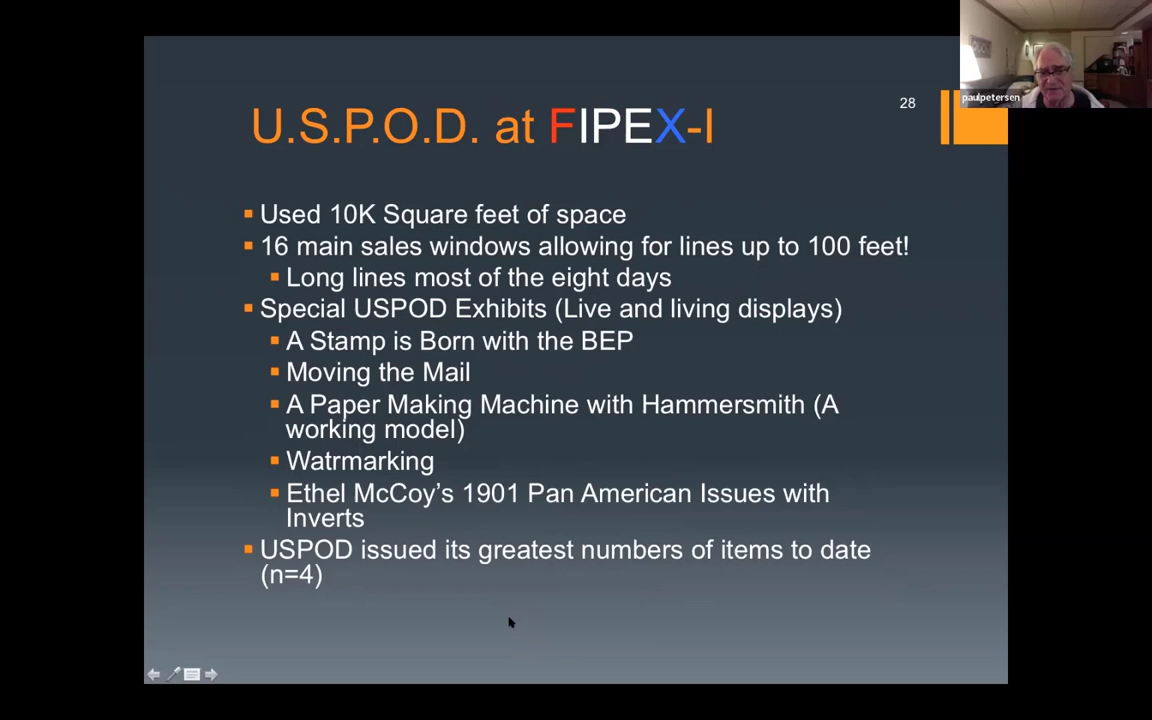 paulpetersen
28
U.S.P.O.D. at FIPEX-I
Used 10K Square feet of space
16 main sales windows allowing for lines up to 100 feet!
Long lines most of the eight days
Special USPOD Exhibits (Live and living displays)
A Stamp is Born with the BEP
Moving the Mail
A Paper Making Machine with Hammersmith (A
working model)
Watrmarking
Ethel McCoy’s 1901 Pan American Issues with
Inverts
USPOD issued its greatest numbers of items to date
(n=4)